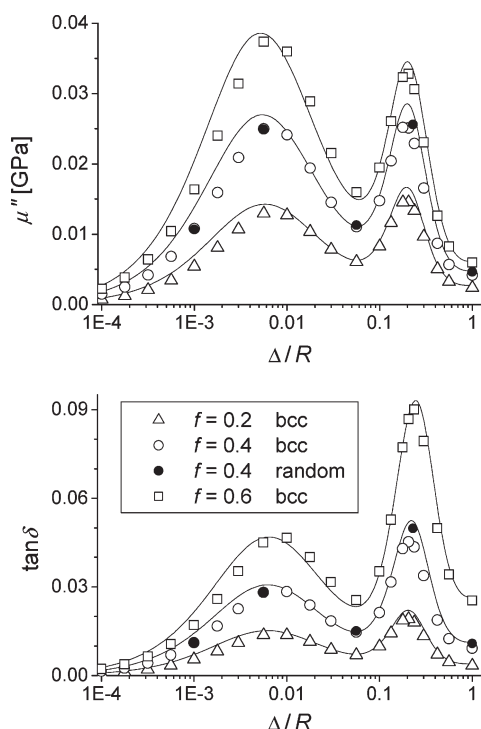 0.04
0.03
0.02
0.01
0.00
μ" [GPa]
1E-4 1E-3 0.01 0.1 1
Δ / R
0.09
0.06
0.03
0.00
tanδ
f = 0.2 bcc
f = 0.4 bcc
f = 0.4 random
f = 0.6 bcc
1E-4 1E-3 0.01 0.1 1
Δ / R